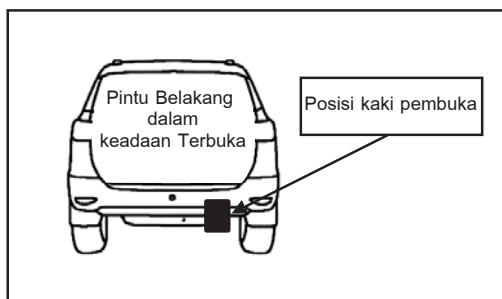 Pintu Belakang
dalam
keadaan Terbuka
Posisi kaki pembuka